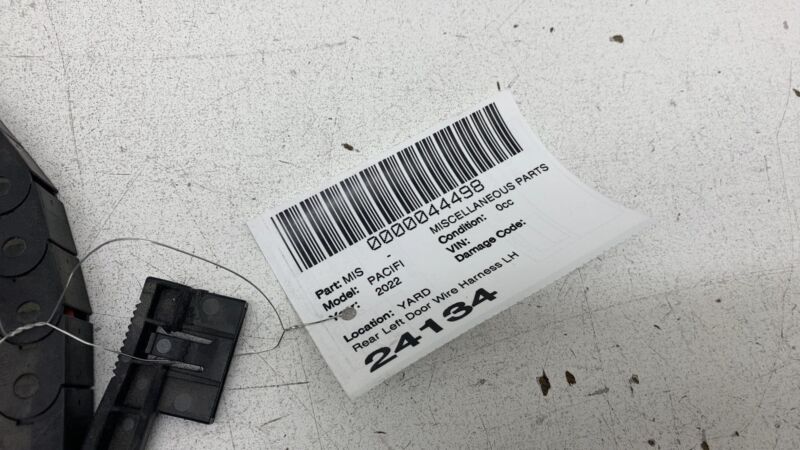 0000044498
Part: MIS - MISCELLANEOUS PARTS
Model: PACIFI Condition: 0cc
Year: 2022 VIN:
Damage Code:
Location: YARD
Rear Left Door Wire Harness LH
24134